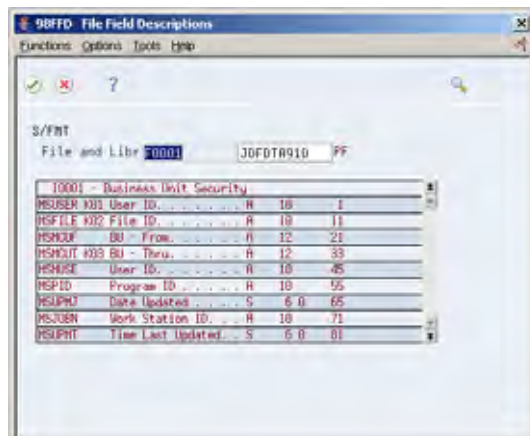 98FFD File Field Descriptions
Functions Options Tools Help
?
S/FMT
File and Libr F0001 JDFDTA910 PF
I0001 - Business Unit Security
MSUSER K01 User ID. . . . . . . . A 10 1
MSFILE K02 File ID. . . . . . . . A 10 11
MSMCUF BU - From. . . . . . . A 12 21
MSMCUT K03 BU - Thru. . . . . . . A 12 33
MSMUSE User ID. . . . . . . . A 10 45
MSPID Program ID . . . . . . A 10 55
MSUPMJ Date Updated . . . . . S 6 0 65
MSJOBN Work Station ID. . . . A 10 71
MSUPMT Time Last Updated. . . S 6 0 81